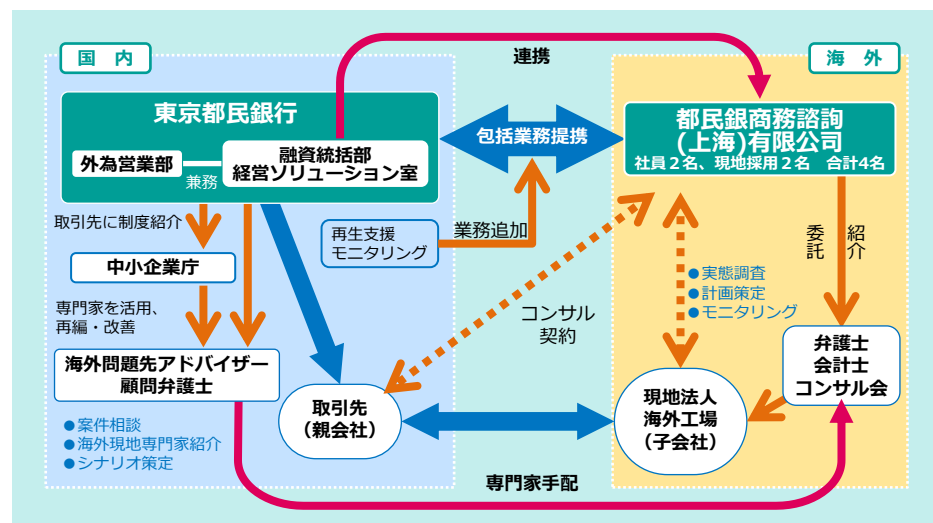 国 内
連携
海 外
東京都民銀行
外為営業部
兼務
融資統括部
経営ソリューション室
包括業務提携
都民銀商務諮詢
(上海)有限公司
社員２名、現地採用２名 合計4名
取引先に制度紹介
再生支援
モニタリング
業務追加
委託
紹介
中小企業庁
●実態調査
●計画策定
●モニタリング
専門家を活用、
再編・改善
コンサル
契約
海外問題先アドバイザー
顧問弁護士
弁護士
会計士
コンサル会
取引先
（親会社）
現地法人
海外工場
（子会社）
●案件相談
●海外現地専門家紹介
●シナリオ策定
専門家手配